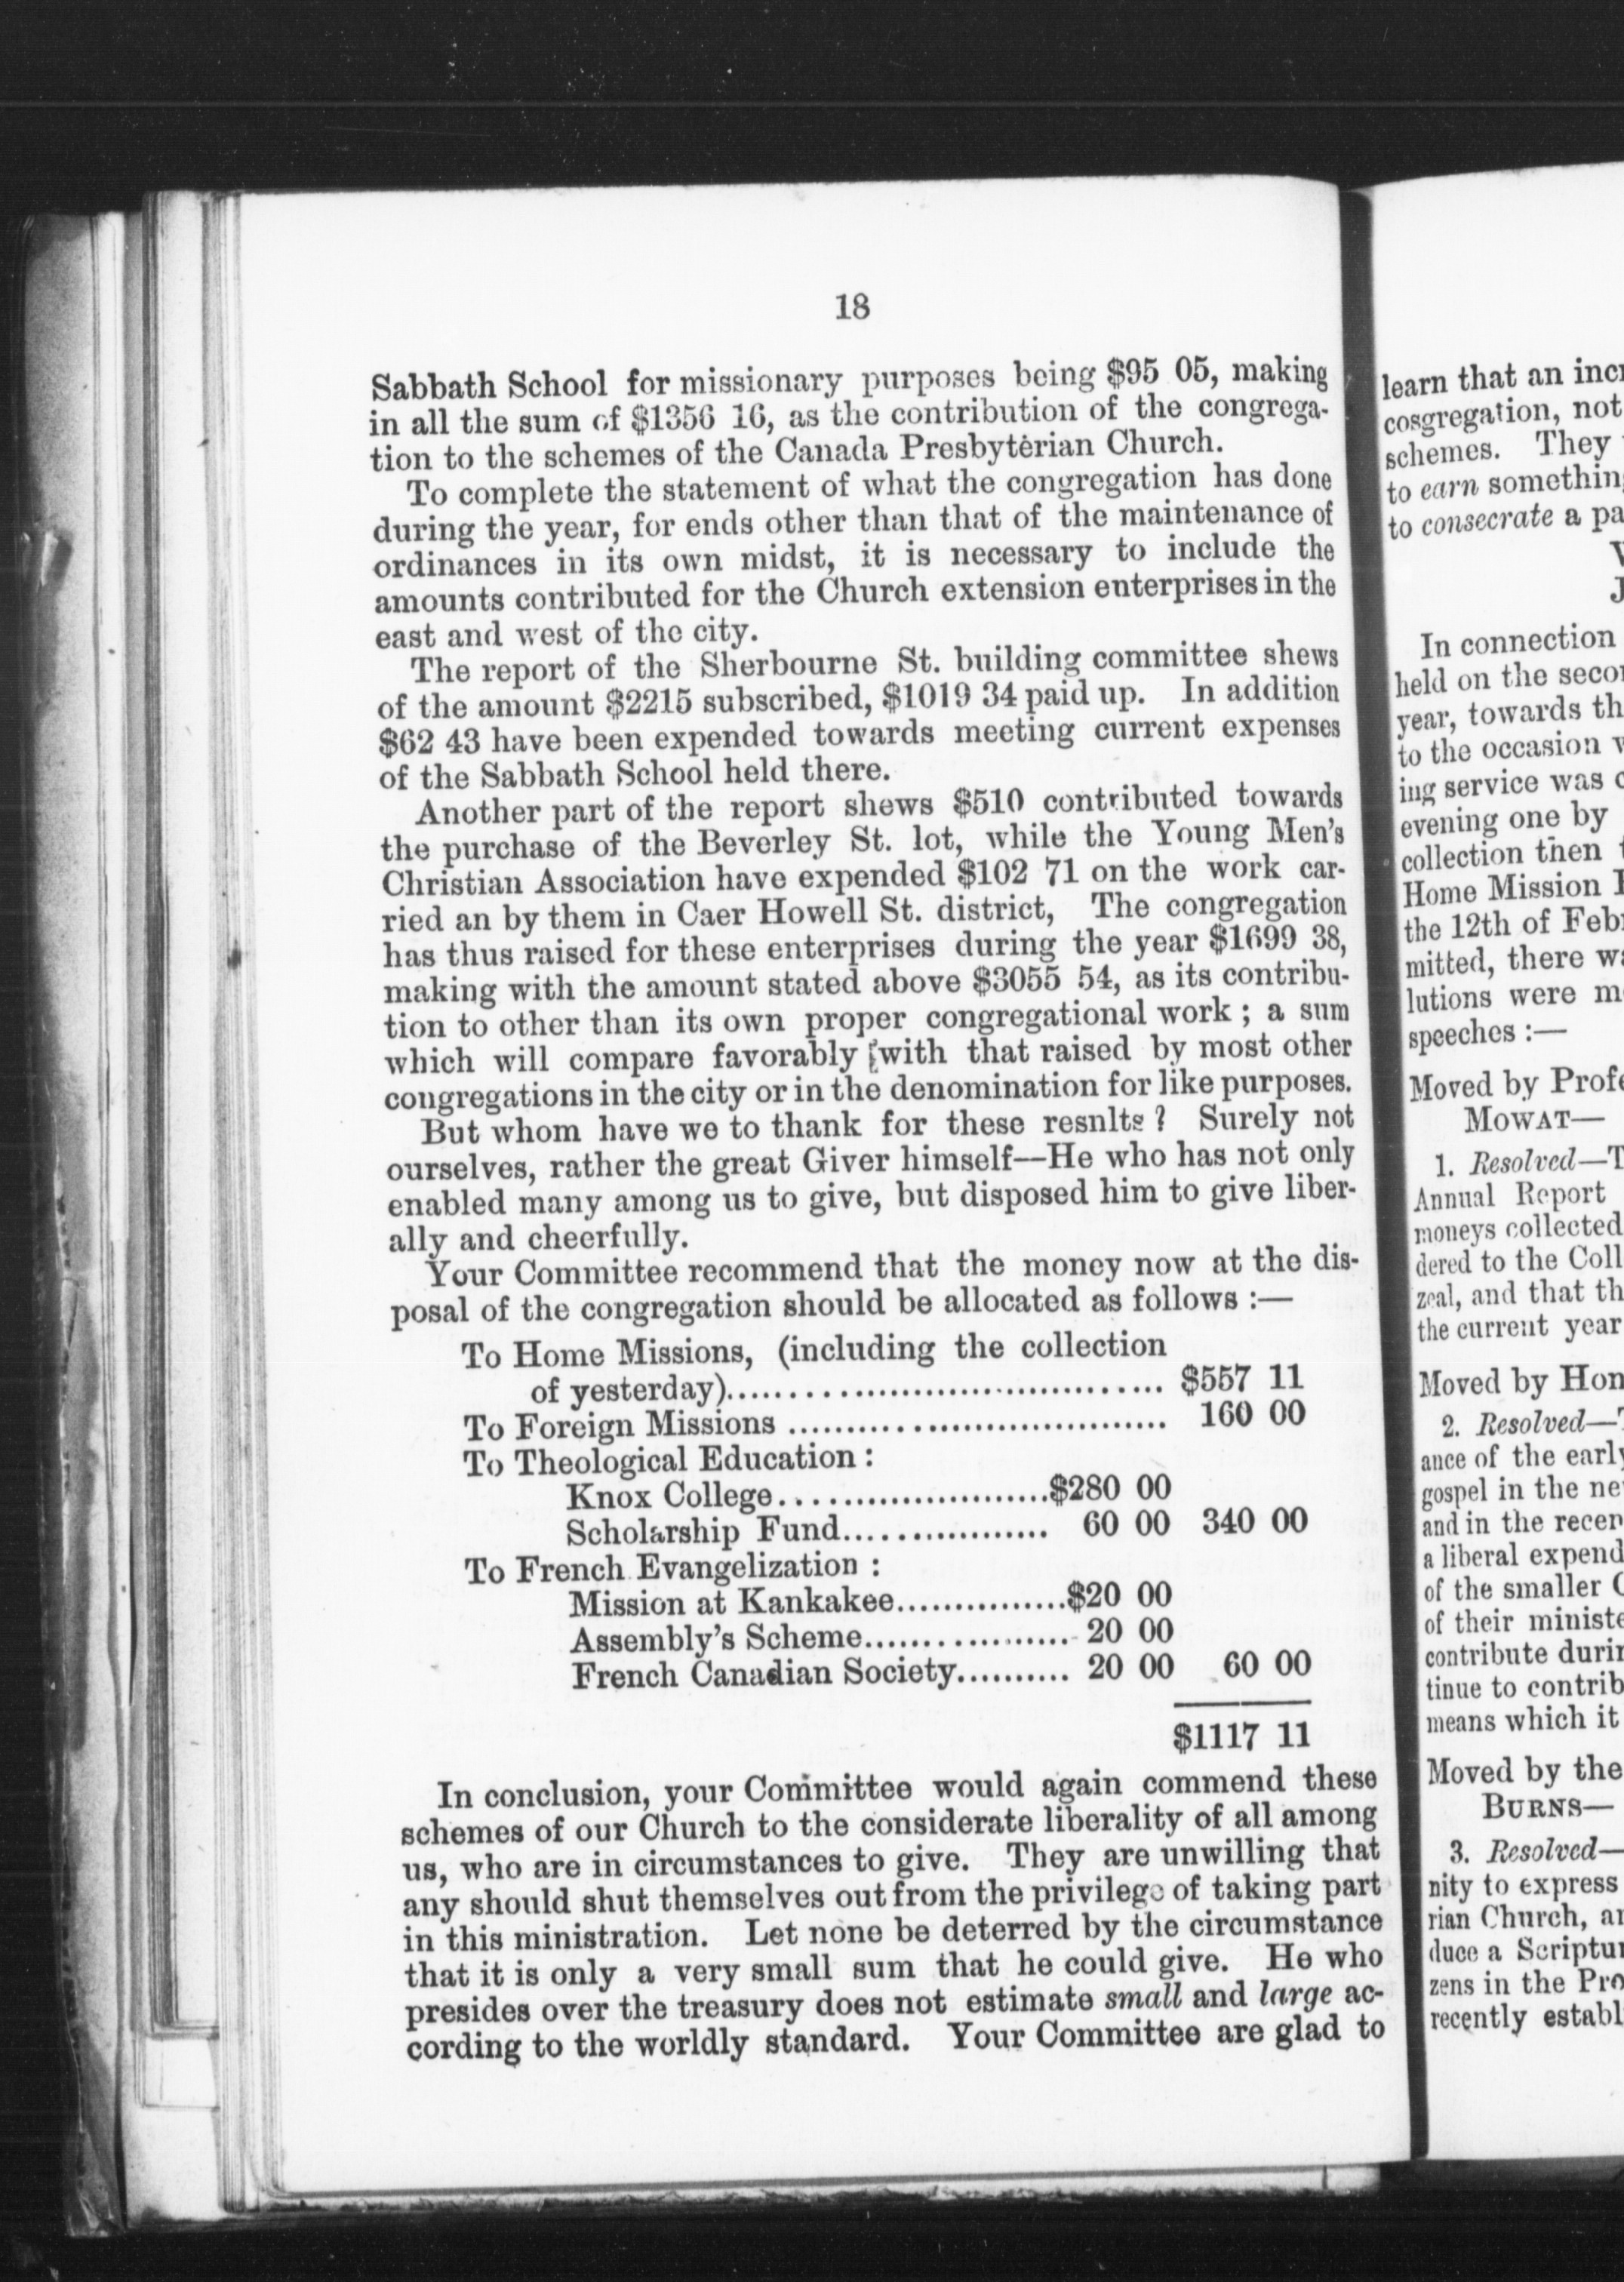 18
Sabbath School for missionary purposes being $95 05, making
in all the sum of $1356 16, as the contribution of the congrega-
tion to the schemes of the Canada Presbyterian Church.
To complete the statement of what the congregation has done
during the year, for ends other than that of the maintenance of
ordinances in its own midst, it is necessary to include the
amounts contributed for the Church extension enterprises in the
east and west of the city.
The report of the Sherbourne St. building committee shews
of the amount $2215 subscribed, $1019 34 paid up. In addition
$62 43 have been expended towards meeting current expenses
of the Sabbath School held there.
Another part of the report shews $510 contributed towards
the purchase of the Beverley St. lot, while the Young Men's
Christian Association have expended $102 71 on the work car-
ried an by them in Caer Howell St. district, The congregation
has thus raised for these enterprises during the year $1699 38,
making with the amount stated above $3055 54, as its contribu-
tion to other than its own proper congregational work ; a sum
which will compare favorably with that raised by most other
congregations in the city or in the denomination for like purposes.
But whom have we to thank for these resnlts ? Surely not
ourselves, rather the great Giver himself—He who has not only
enabled many among us to give, but disposed him to give liber-
ally and cheerfully.
Your Committee recommend that the money now at the dis-
posal of the congregation should be allocated as follows :—
To Home Missions, (including the collection
of yesterday)........................................ $557 11
To Foreign Missions ..................................... 160 00
To Theological Education :
Knox College..........................$280 00
Scholarship Fund.................... 60 00 340 00
To French Evangelization :
Mission at Kankakee................$20 00
Assembly's Scheme.................... 20 00
French Canadian Society.......... 20 00 60 00
$1117 11
In conclusion, your Committee would again commend these
schemes of our Church to the considerate liberality of all among
us, who are in circumstances to give. They are unwilling that
any should shut themselves out from the privilege of taking part
in this ministration. Let none be deterred by the circumstance
that it is only a very small sum that he could give. He who
presides over the treasury does not estimate small and large ac-
cording to the worldly standard. Your Committee are glad to
learn that an
cosgregation, not
schemes. They
to earn
to consecrate a
In connection
held on the
year, towards
to the occasion
ing service was
evening one by
collection then
Home Mission
the 12th of
mitted, there
lutions were
speeches :—
Moved by
MOWAT—
1. Resolved—
Annual Report
moneys collected
dered to the
zeal, and that
the current year
Moved by
2. Resolved—
ance of the
gospel in the
and in the
a liberal
of the smaller
of their
contribute
tinue to
means which it
Moved by the
BURNS—
3. Resolved—
nity to express
rian Church,
duce a
zens in the
recently